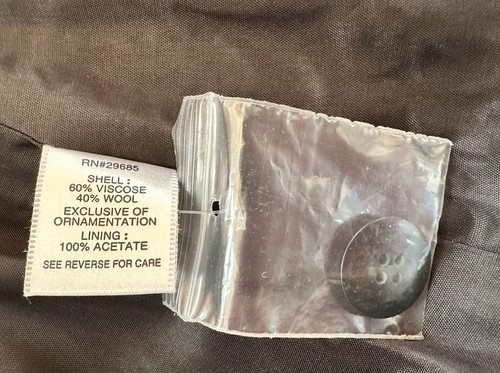 RN#29685
SHELL :
60% VISCOSE
40% WOOL
EXCLUSIVE OF
ORNAMENTATION
LINING :
100% ACETATE
SEE REVERSE FOR CARE